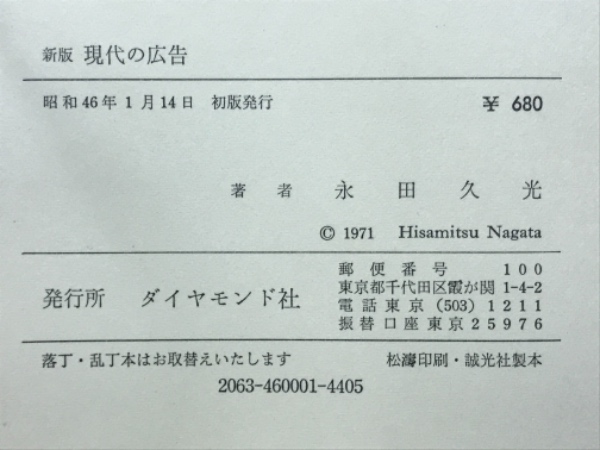 新版 現代の広告
昭和46年1月14日 初版発行 ¥ 680
著者 永田久光
© 1971 Hisamitsu Nagata
発行所 ダイヤモンド社
郵便番号 100
東京都千代田区霞が関 1-4-2
電話東京 (503) 1211
振替口座東京 25976
落丁・乱丁本はお取替えいたします 松濤印刷・誠光社製本
2063-460001-4405